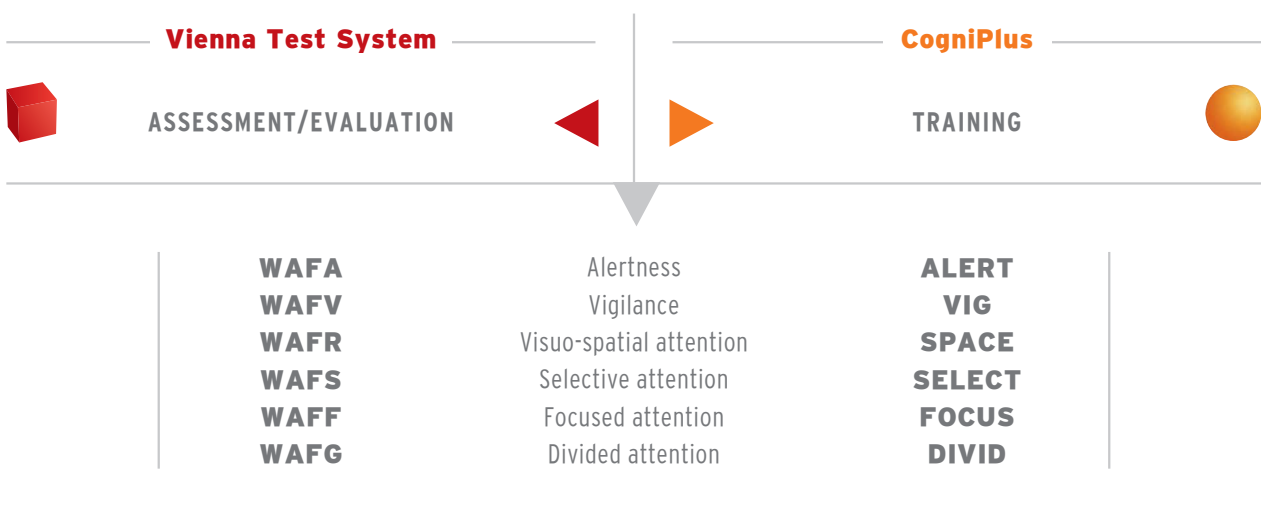 Vienna Test System CogniPlus
ASSESSMENT/EVALUATION TRAINING
WAFA Alertness ALERT
WAFV Vigilance VIG
WAFR Visuo-spatial attention SPACE
WAFS Selective attention SELECT
WAFF Focused attention FOCUS
WAFG Divided attention DIVID